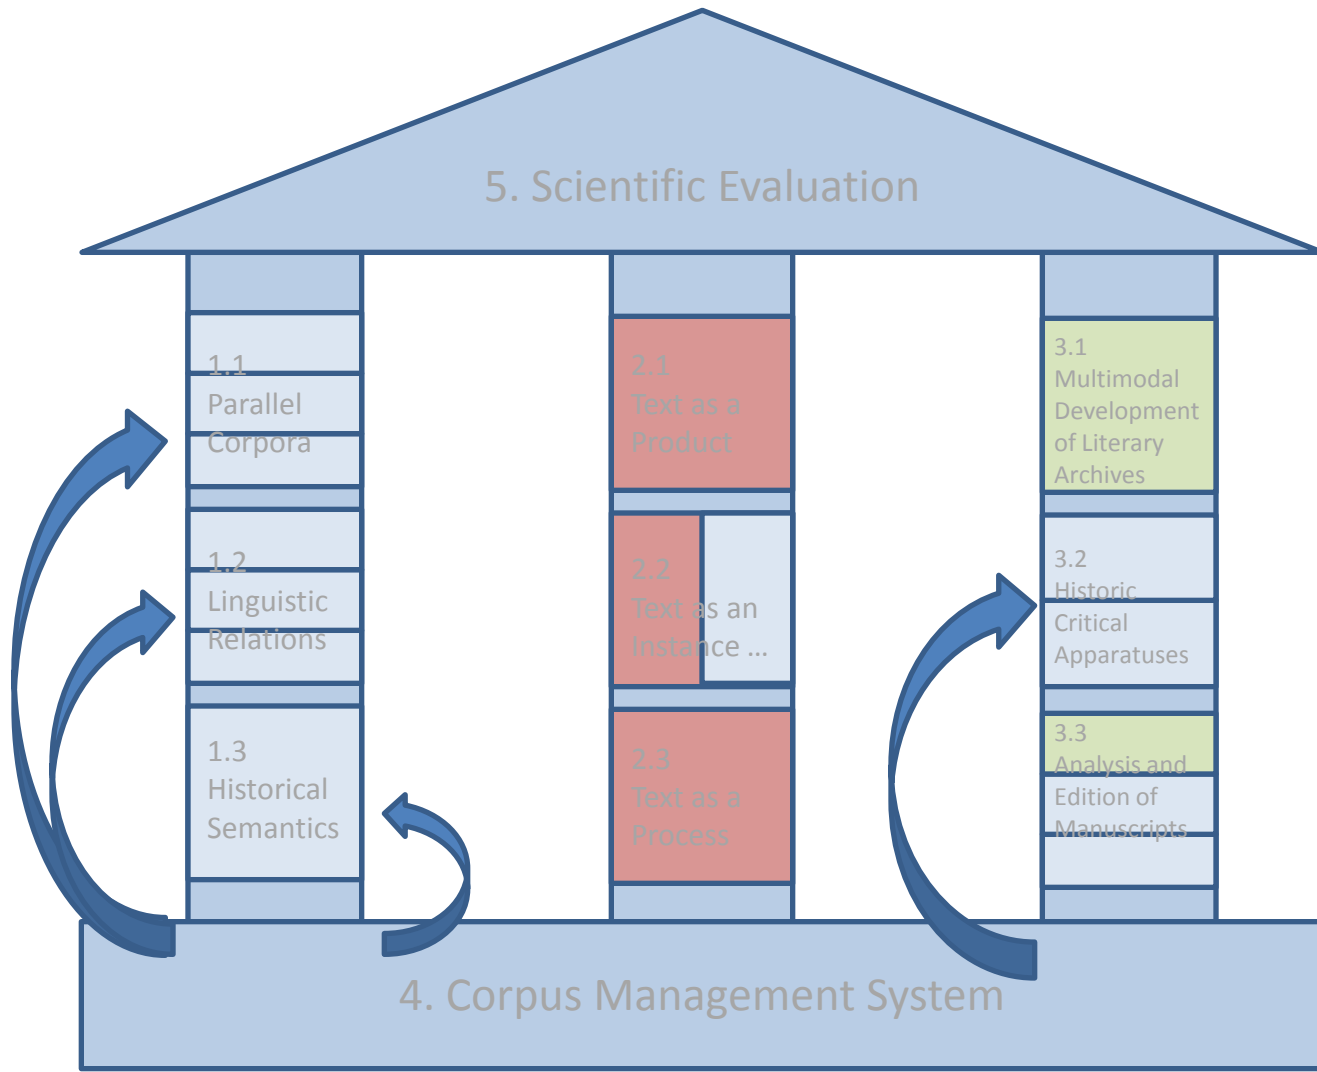 5. Scientific Evaluation
1.1
Parallel
Corpora
1.2
Linguistic
Relations
1.3
Historical
Semantics
2.1
Text as a
Product
2.2
Text as an
Instance ...
2.3
Text as a
Process
3.1
Multimodal
Development
of Literary
Archives
3.2
Historic
Critical
Apparatuses
3.3
Analysis and
Edition of
Manuscripts
4. Corpus Management System